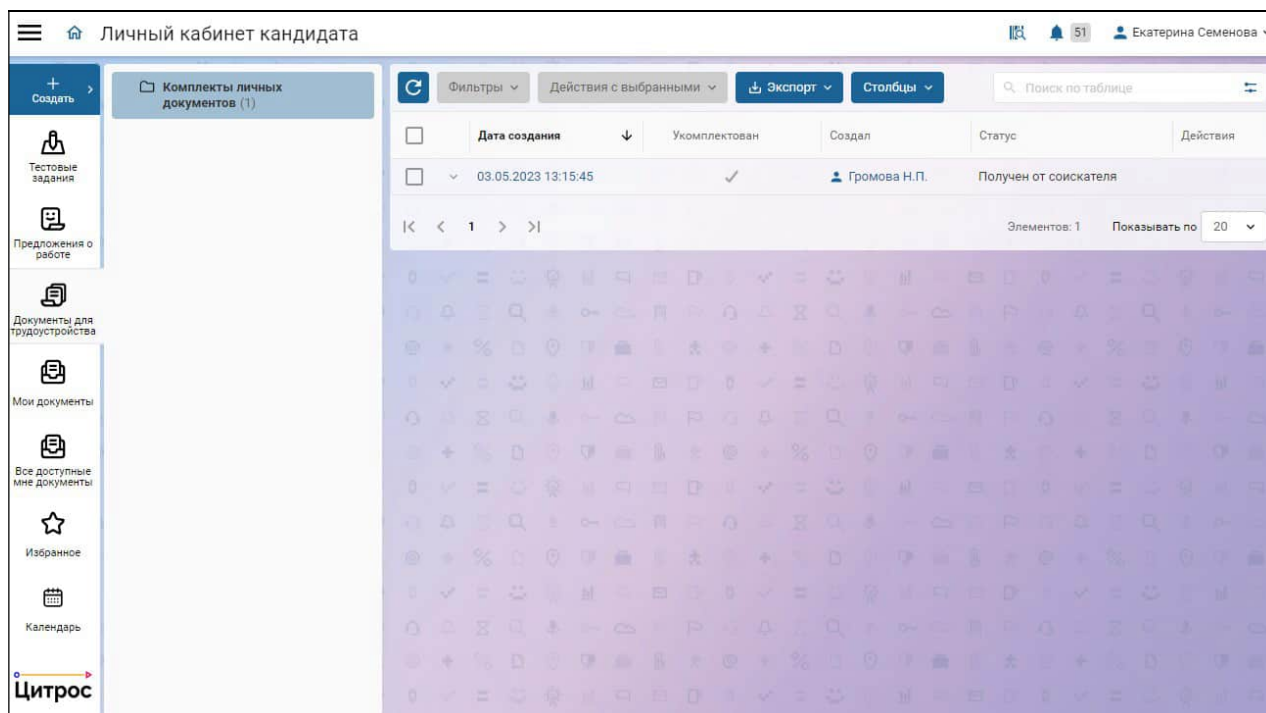 Личный кабинет кандидата
51
Екатерина Семенова
+
Создать
Тестовые
задания
Предложения о
работе
Документы для
трудоустройства
Мои документы
Все доступные
мне документы
Избранное
Календарь
Цитрос
Комплекты личных
документов (1)
Фильтры
Действия с выбранными
Экспорт
Столбцы
Поиск по таблице
Дата создания
Укомплектован
Создал
Статус
Действия
03.05.2023 13:15:45
Громова Н.П.
Получен от соискателя
1
Элементов: 1
Показывать по
20